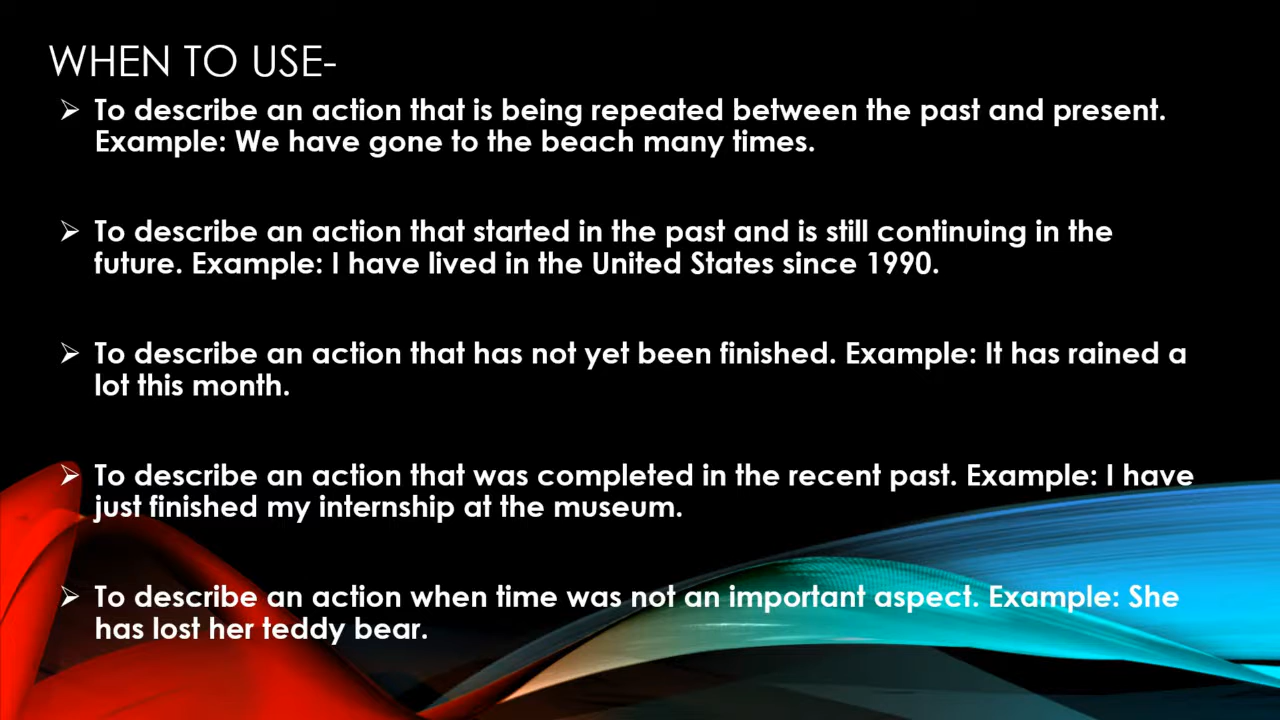 WHEN TO USE-
To describe an action that is being repeated between the past and present.
Example: We have gone to the beach many times.
To describe an action that started in the past and is still continuing in the
future. Example: I have lived in the United States since 1990.
To describe an action that has not yet been finished. Example: It has rained a
lot this month.
To describe an action that was completed in the recent past. Example: I have
just finished my internship at the museum.
To describe an action when time was not an important aspect. Example: She
has lost her teddy bear.